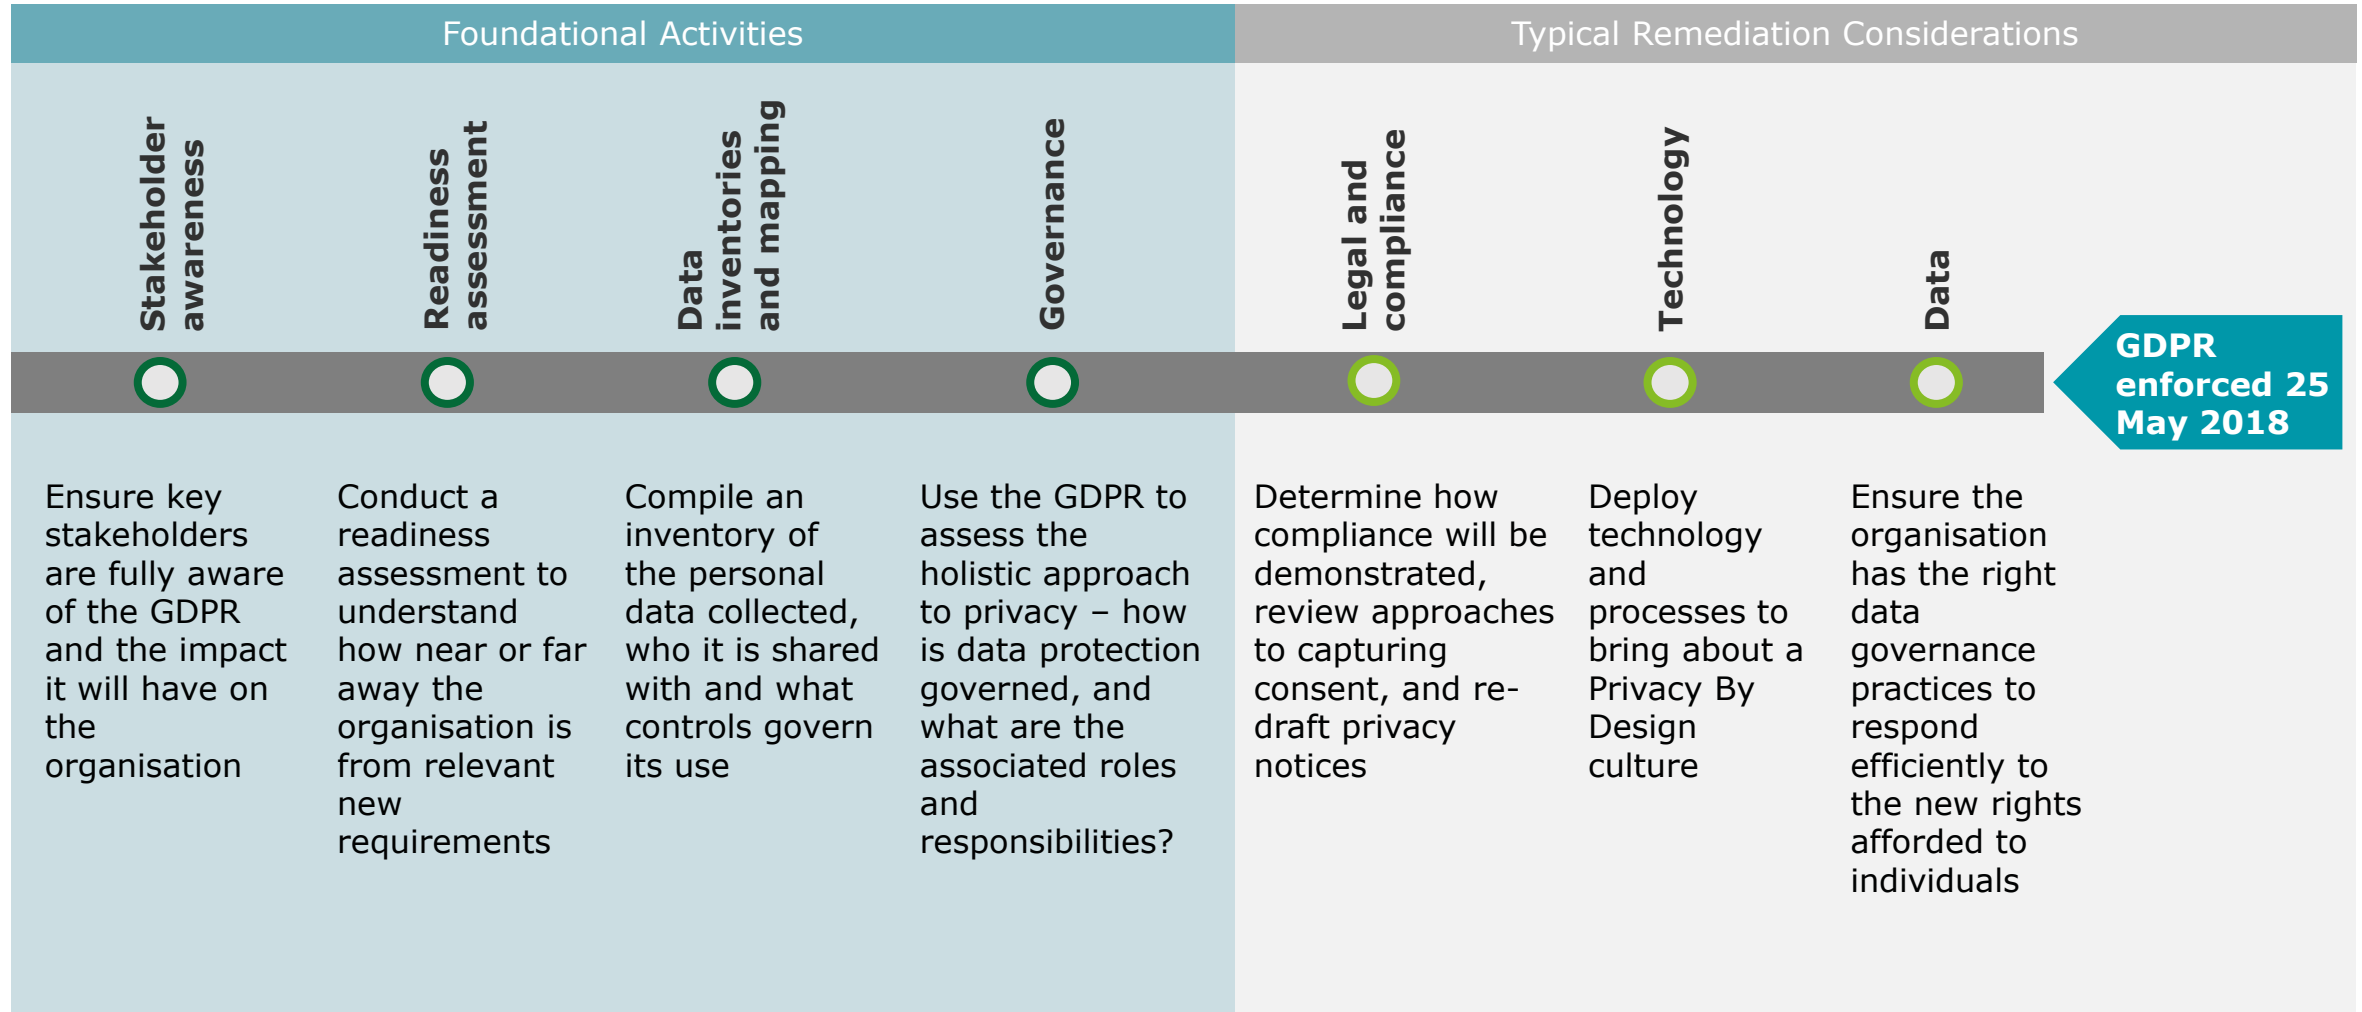 Foundational Activities
Typical Remediation Considerations
Stakeholder
awareness
Readiness
assessment
Data
inventories
and mapping
Governance
Legal and
compliance
Technology
Data
GDPR
enforced 25
May 2018
Ensure key
stakeholders
are fully aware
of the GDPR
and the impact
it will have on
the
organisation
Conduct a
readiness
assessment to
understand
how near or far
away the
organisation is
from relevant
new
requirements
Compile an
inventory of
the personal
data collected,
who it is shared
with and what
controls govern
its use
Use the GDPR to
assess the
holistic approach
to privacy – how
is data protection
governed, and
what are the
associated roles
and
responsibilities?
Determine how
compliance will be
demonstrated,
review approaches
to capturing
consent, and re-
draft privacy
notices
Deploy
technology
and
processes to
bring about a
Privacy By
Design
culture
Ensure the
organisation
has the right
data
governance
practices to
respond
efficiently to
the new rights
afforded to
individuals